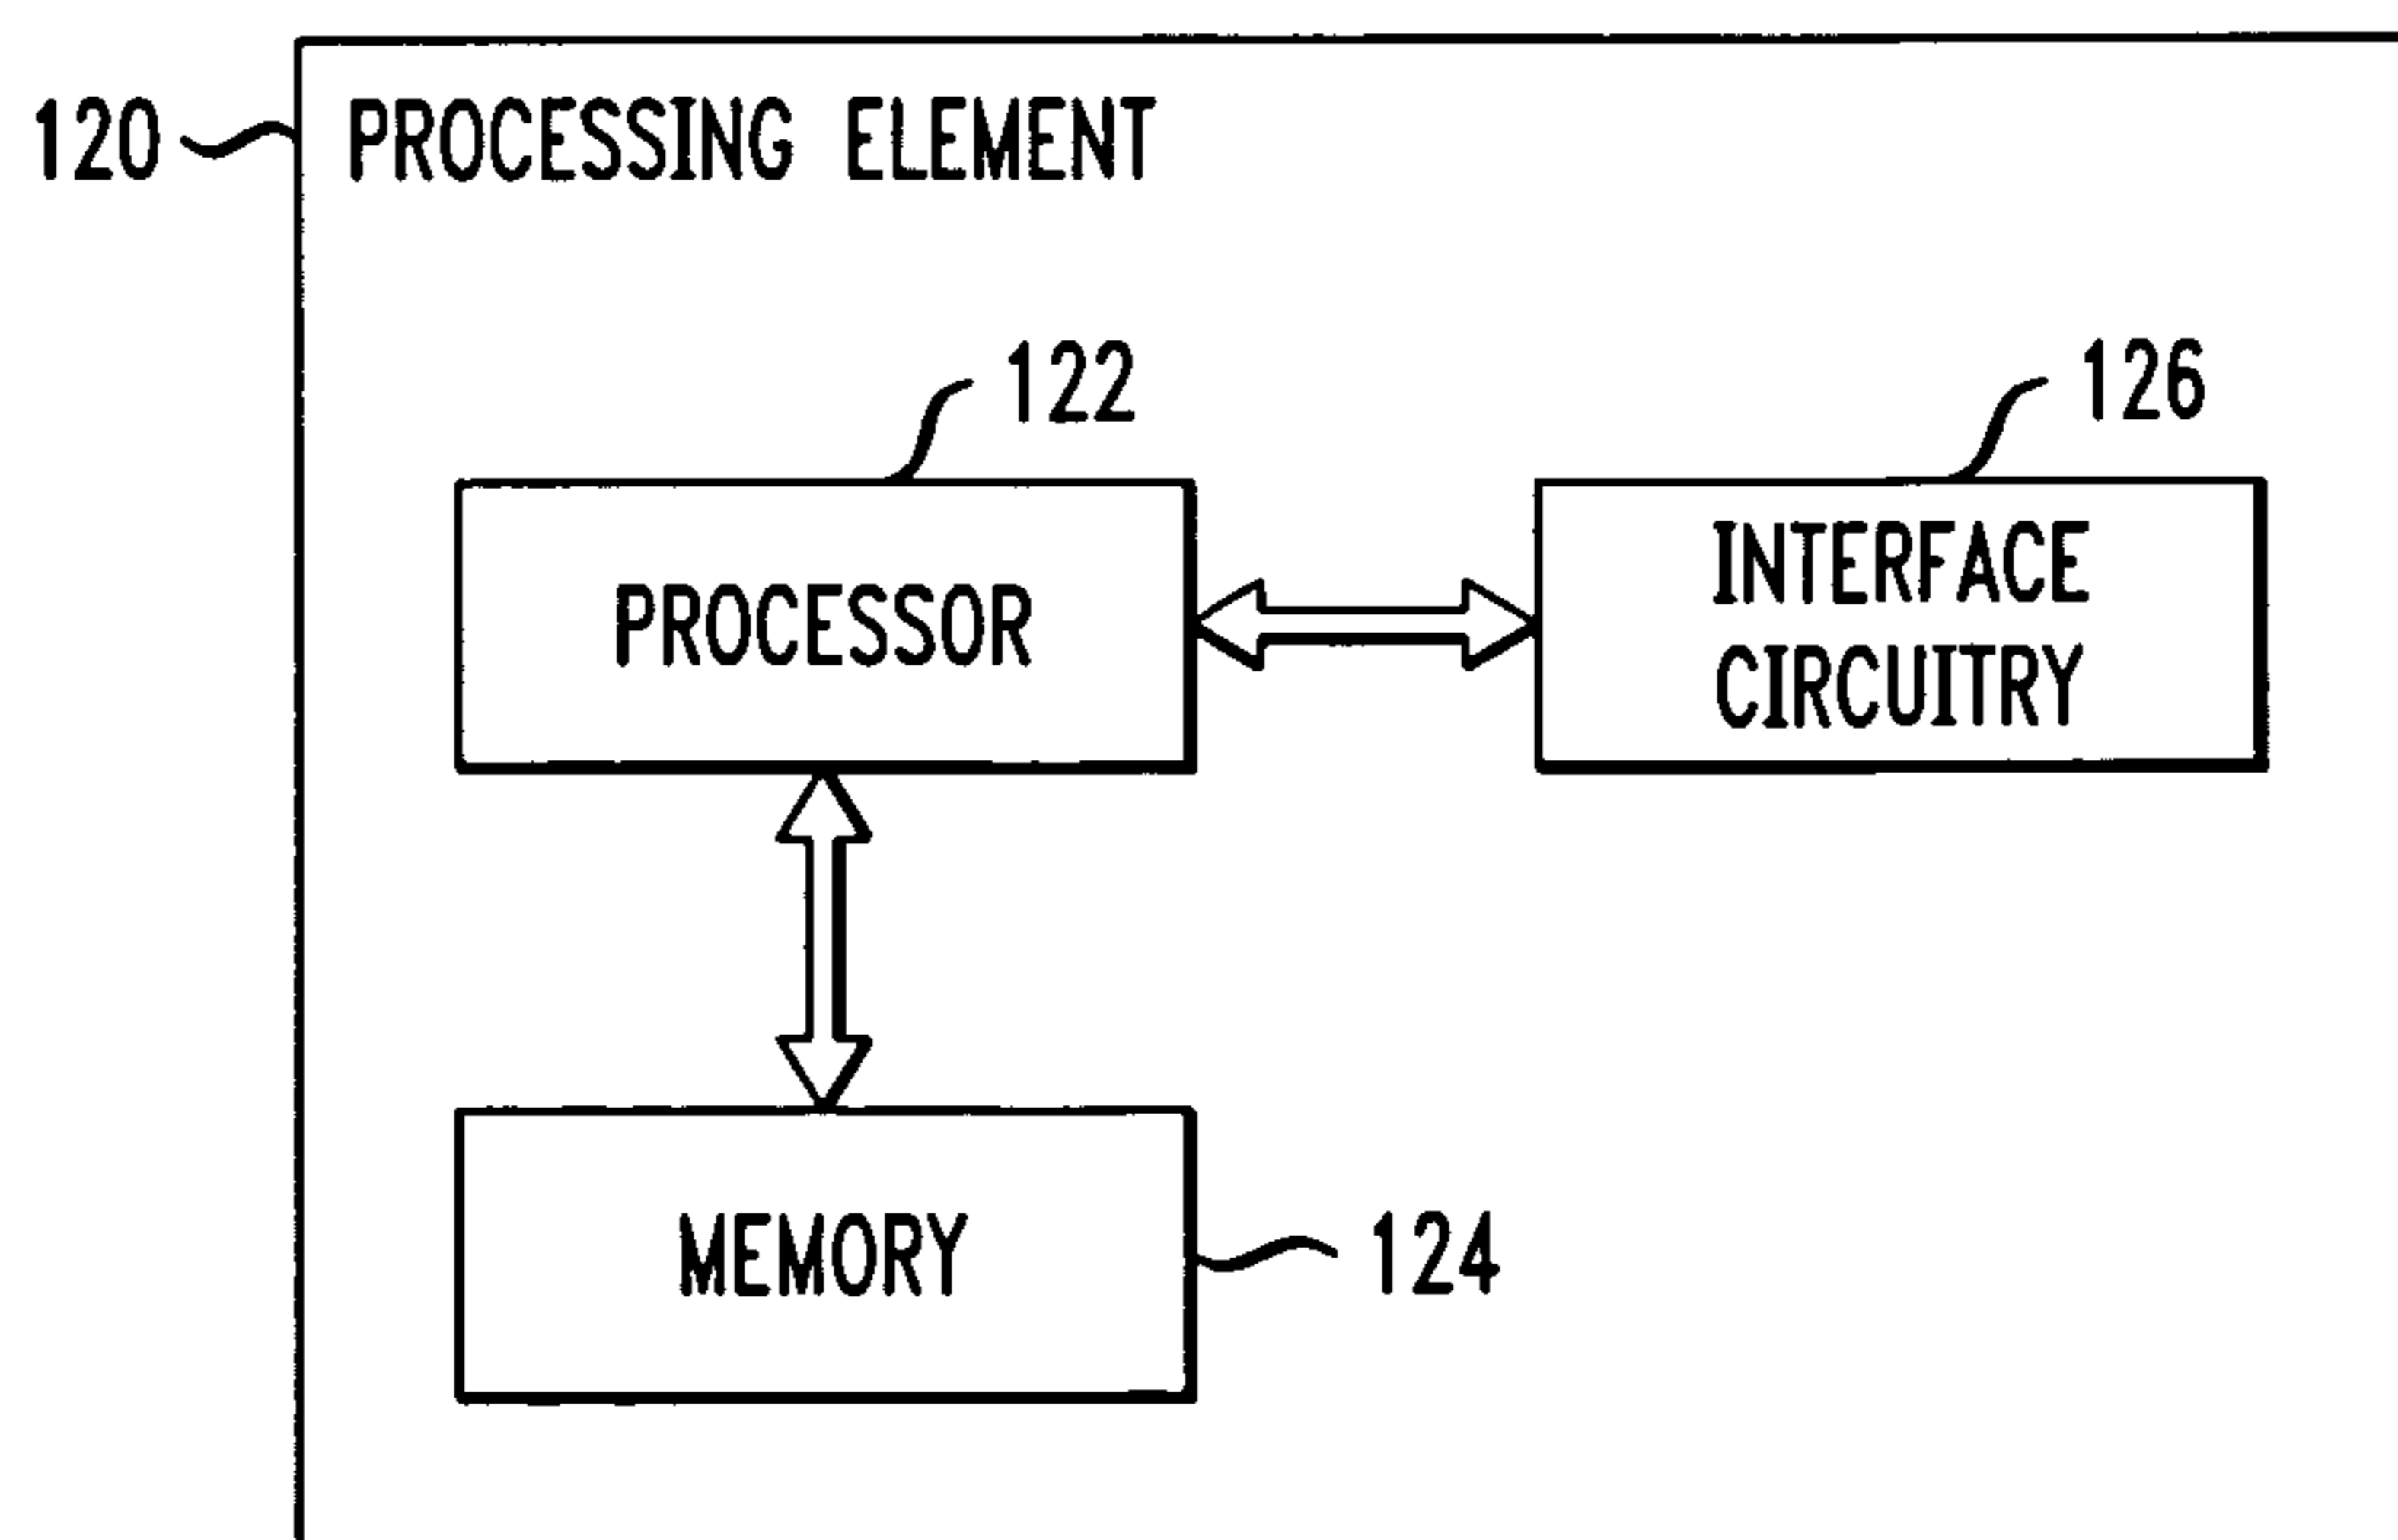 120 PROCESSING ELEMENT
122
126
PROCESSOR
INTERFACE
CIRCUITRY
MEMORY
124